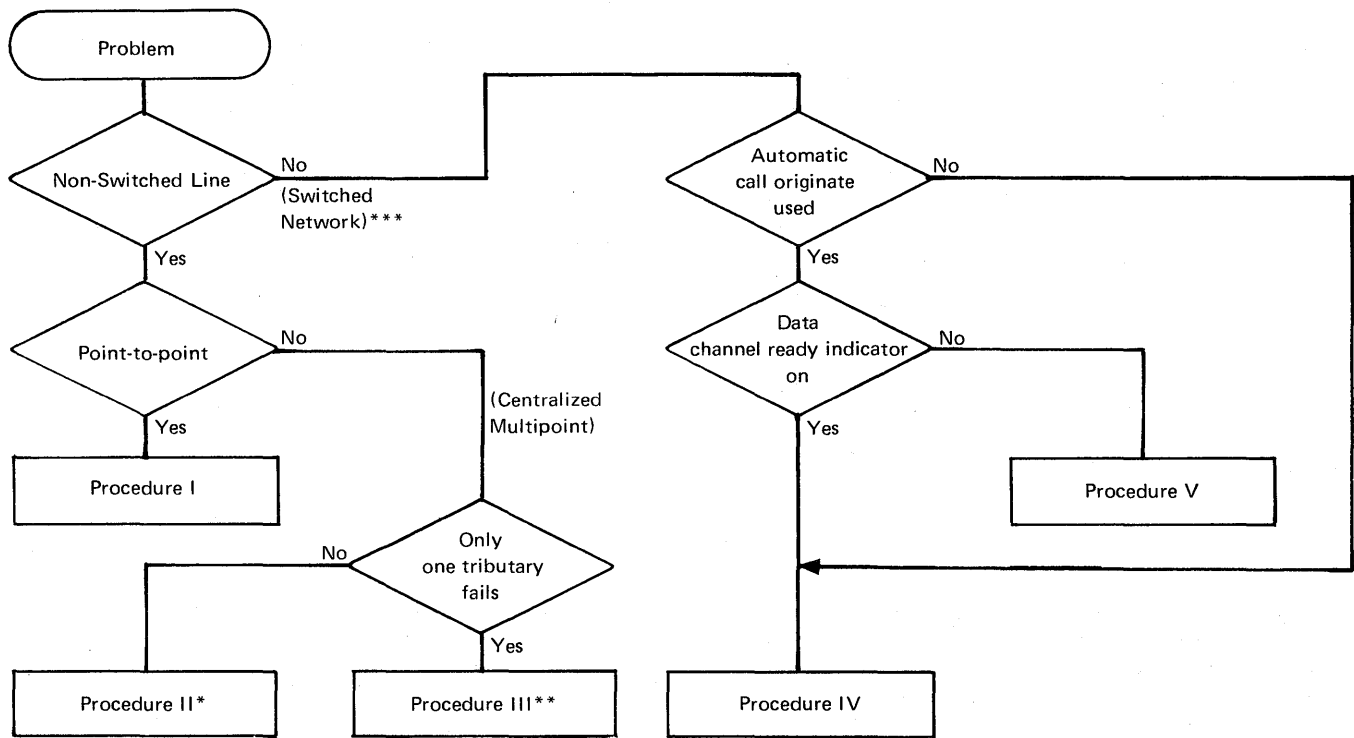 Problem
Non-Switched Line
No
(Switched
Network)***
Yes
Point-to-point
No
(Centralized
Multipoint)
Yes
Procedure I
Only
one tributary
fails
No
Yes
Procedure II*
Procedure III**
Automatic
call originate
used
No
Yes
Data
channel ready indicator
on
No
Yes
Procedure V
Procedure IV